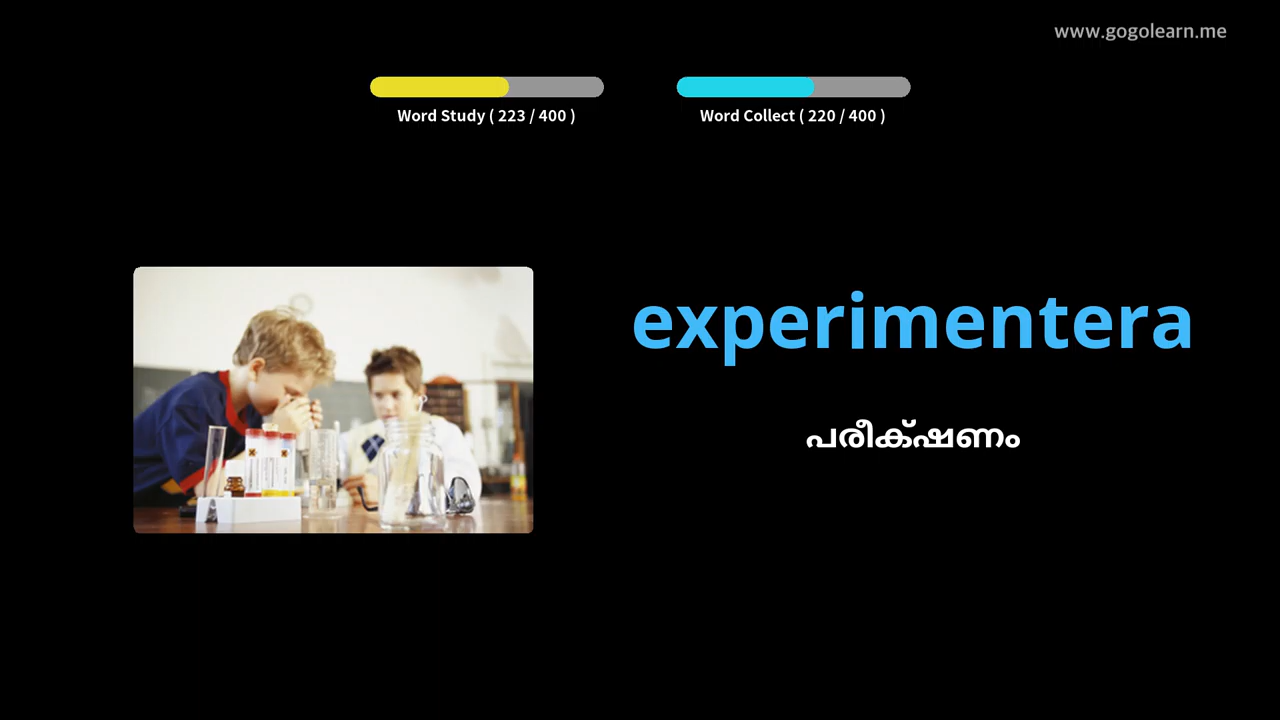 www.gogolearn.me
Word Study ( 223 / 400 )
Word Collect ( 220 / 400 )
experimentera
പരീക്ഷണം